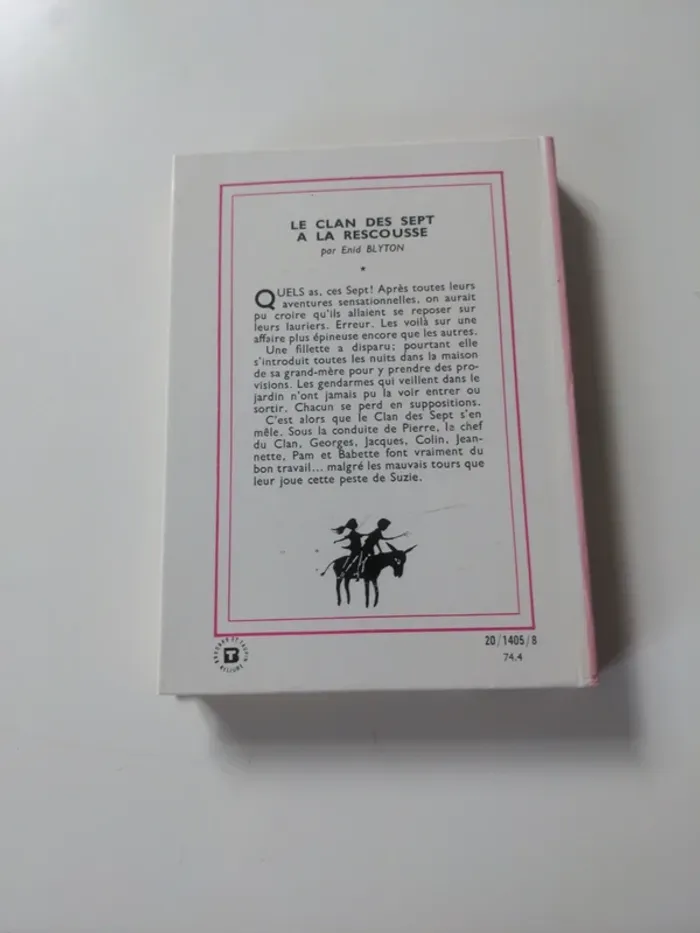 LE CLAN DES SEPT
A LA RESCOUSSE
par Enid BLYTON
*
QUELS as, ces Sept! Après toutes leurs
aventures sensationnelles, on aurait
pu croire qu'ils allaient se reposer sur
leurs lauriers. Erreur. Les voilà sur une
affaire plus épineuse encore que les autres.
Une fillette a disparu; pourtant elle
s'introduit toutes les nuits dans la maison
de sa grand-mère pour y prendre des pro-
visions. Les gendarmes qui veillent dans le
jardin n'ont jamais pu la voir entrer ou
sortir. Chacun se perd en suppositions.
C'est alors que le Clan des Sept s'en
mêle. Sous la conduite de Pierre, le chef
du Clan, Georges, Jacques, Colin, Jean-
nette, Pam et Babette font vraiment du
bon travail... malgré les mauvais tours que
leur joue cette peste de Suzie.
BRODARD ET TAUPIN
RELIURE
BT
20/1405/8
74.4